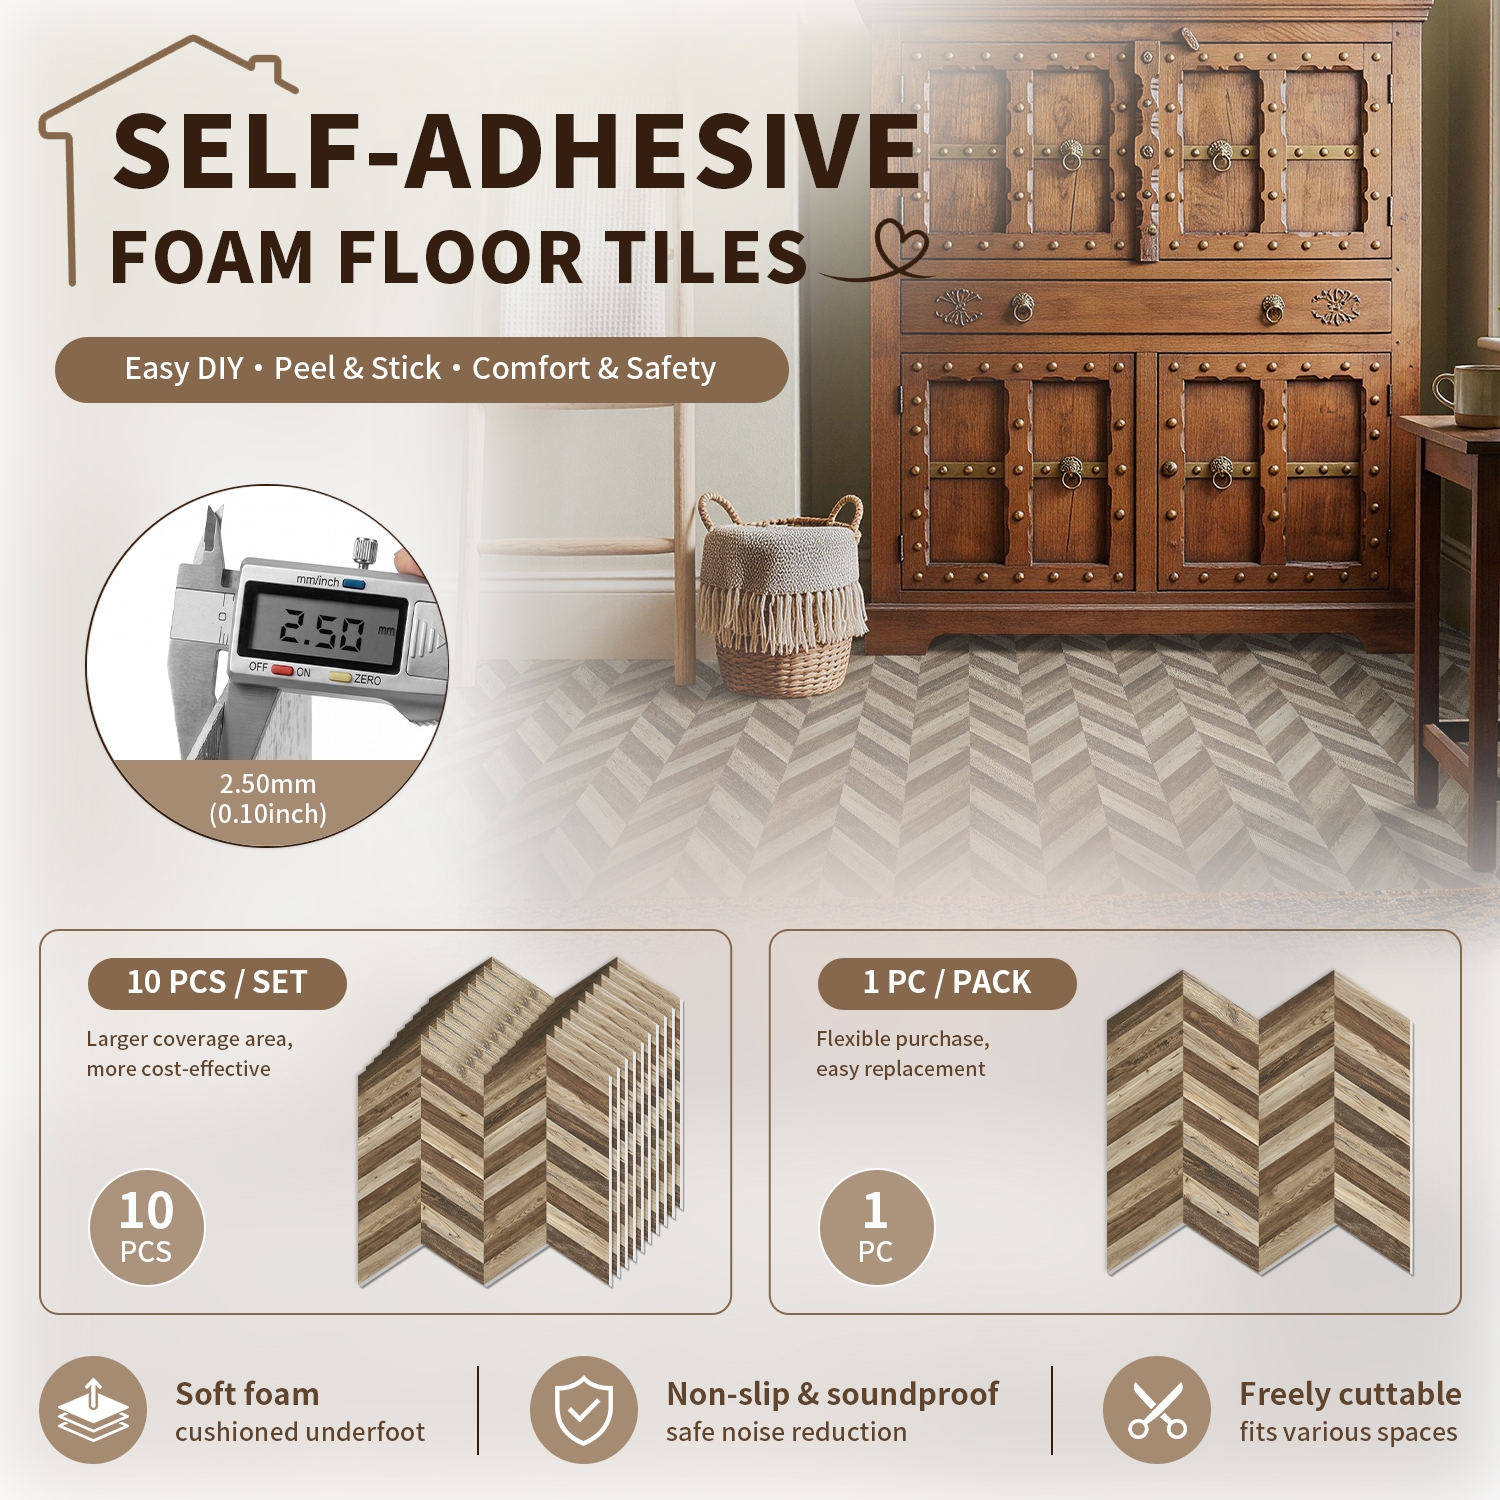 SELF-ADHESIVE
FOAM FLOOR TILES
Easy DIY • Peel & Stick • Comfort & Safety
mm/inch
0
2.50 mm
OFF ON ZERO
2.50mm
(0.10inch)
10 PCS / SET
Larger coverage area,
more cost-effective
10
PCS
1 PC / PACK
Flexible purchase,
easy replacement
1
PC
Soft foam
cushioned underfoot
Non-slip & soundproof
safe noise reduction
Freely cuttable
fits various spaces